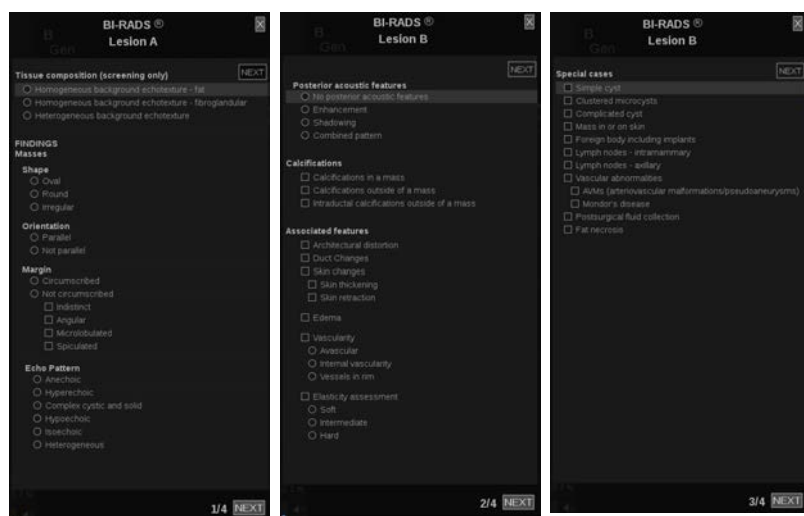 BI-RADS ®
Lesion A
NEXT
Tissue composition (screening only)
Homogeneous background echotexture - fat
Homogeneous background echotexture - fibroglandular
Heterogeneous background echotexture
FINDINGS
Masses
Shape
Oval
Round
Irregular
Orientation
Parallel
Not parallel
Margin
Circumscribed
Not circumscribed
Indistinct
Angular
Microlobulated
Spiculated
Echo Pattern
Anechoic
Hyperechoic
Complex cystic and solid
Hypoechoic
Isoechoic
Heterogeneous
1/4 NEXT
BI-RADS ®
Lesion B
NEXT
Posterior acoustic features
No posterior acoustic features
Enhancement
Shadowing
Combined pattern
Calcifications
Calcifications in a mass
Calcifications outside of a mass
Intraductal calcifications outside of a mass
Associated features
Architectural distortion
Duct Changes
Skin changes
Skin thickening
Skin retraction
Edema
Vascularity
Avascular
Internal vascularity
Vessels in rim
Elasticity assessment
Soft
Intermediate
Hard
2/4 NEXT
BI-RADS ®
Lesion B
NEXT
Special cases
Simple cyst
Clustered microcysts
Complicated cyst
Mass in or on skin
Foreign body including implants
Lymph nodes - intramammary
Lymph nodes - axillary
Vascular abnormalities
AVMs (arteriovascular malformations/pseudoaneurysms)
Mondor's disease
Postsurgical fluid collection
Fat necrosis
3/4 NEXT